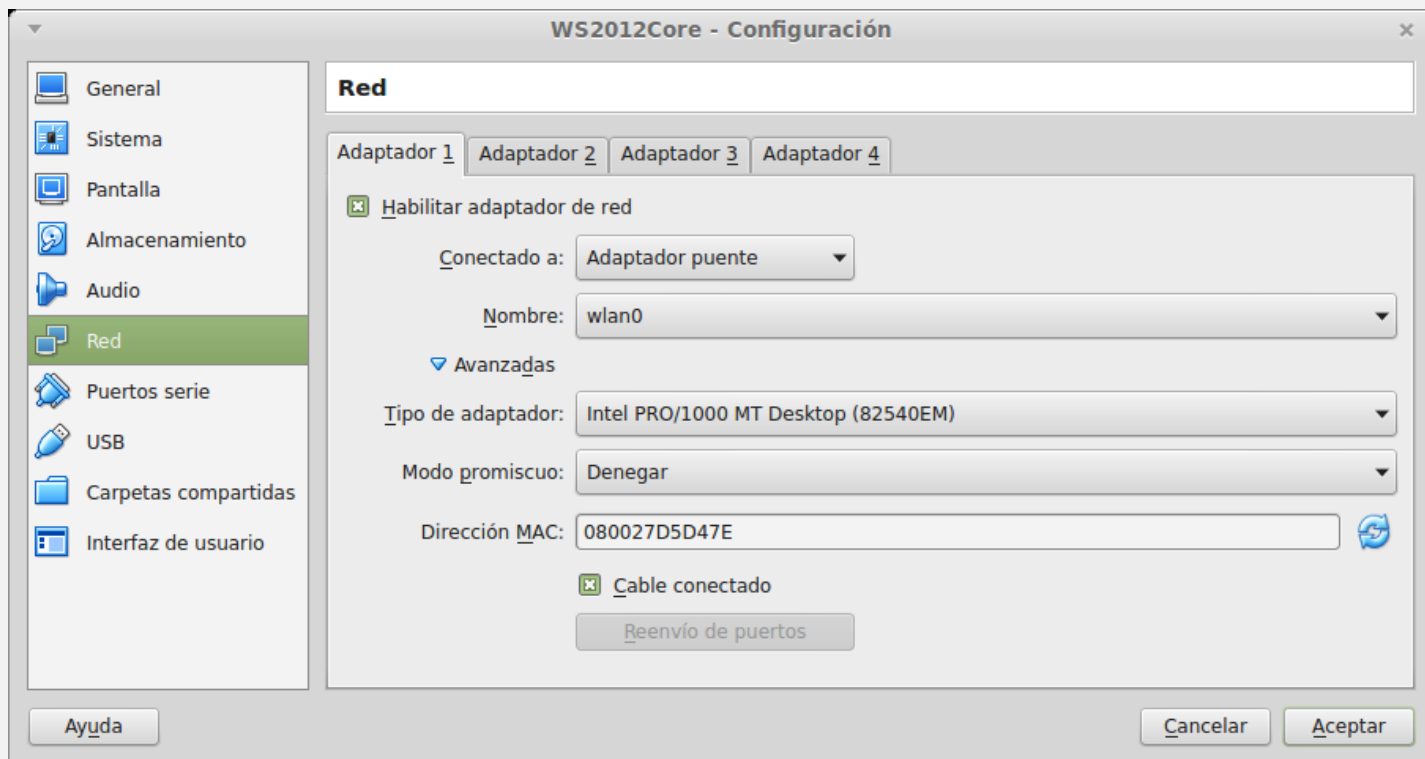 WS2012Core - Configuración
General
Sistema
Pantalla
Almacenamiento
Audio
Red
Puertos serie
USB
Carpetas compartidas
Interfaz de usuario
Red
Adaptador 1 Adaptador 2 Adaptador 3 Adaptador 4
Habilitar adaptador de red
Conectado a: Adaptador puente
Nombre: wlan0
Avanzadas
Tipo de adaptador: Intel PRO/1000 MT Desktop (82540EM)
Modo promiscuo: Denegar
Dirección MAC: 080027D5D47E
Cable conectado
Reenvío de puertos
Ayuda Cancelar Aceptar